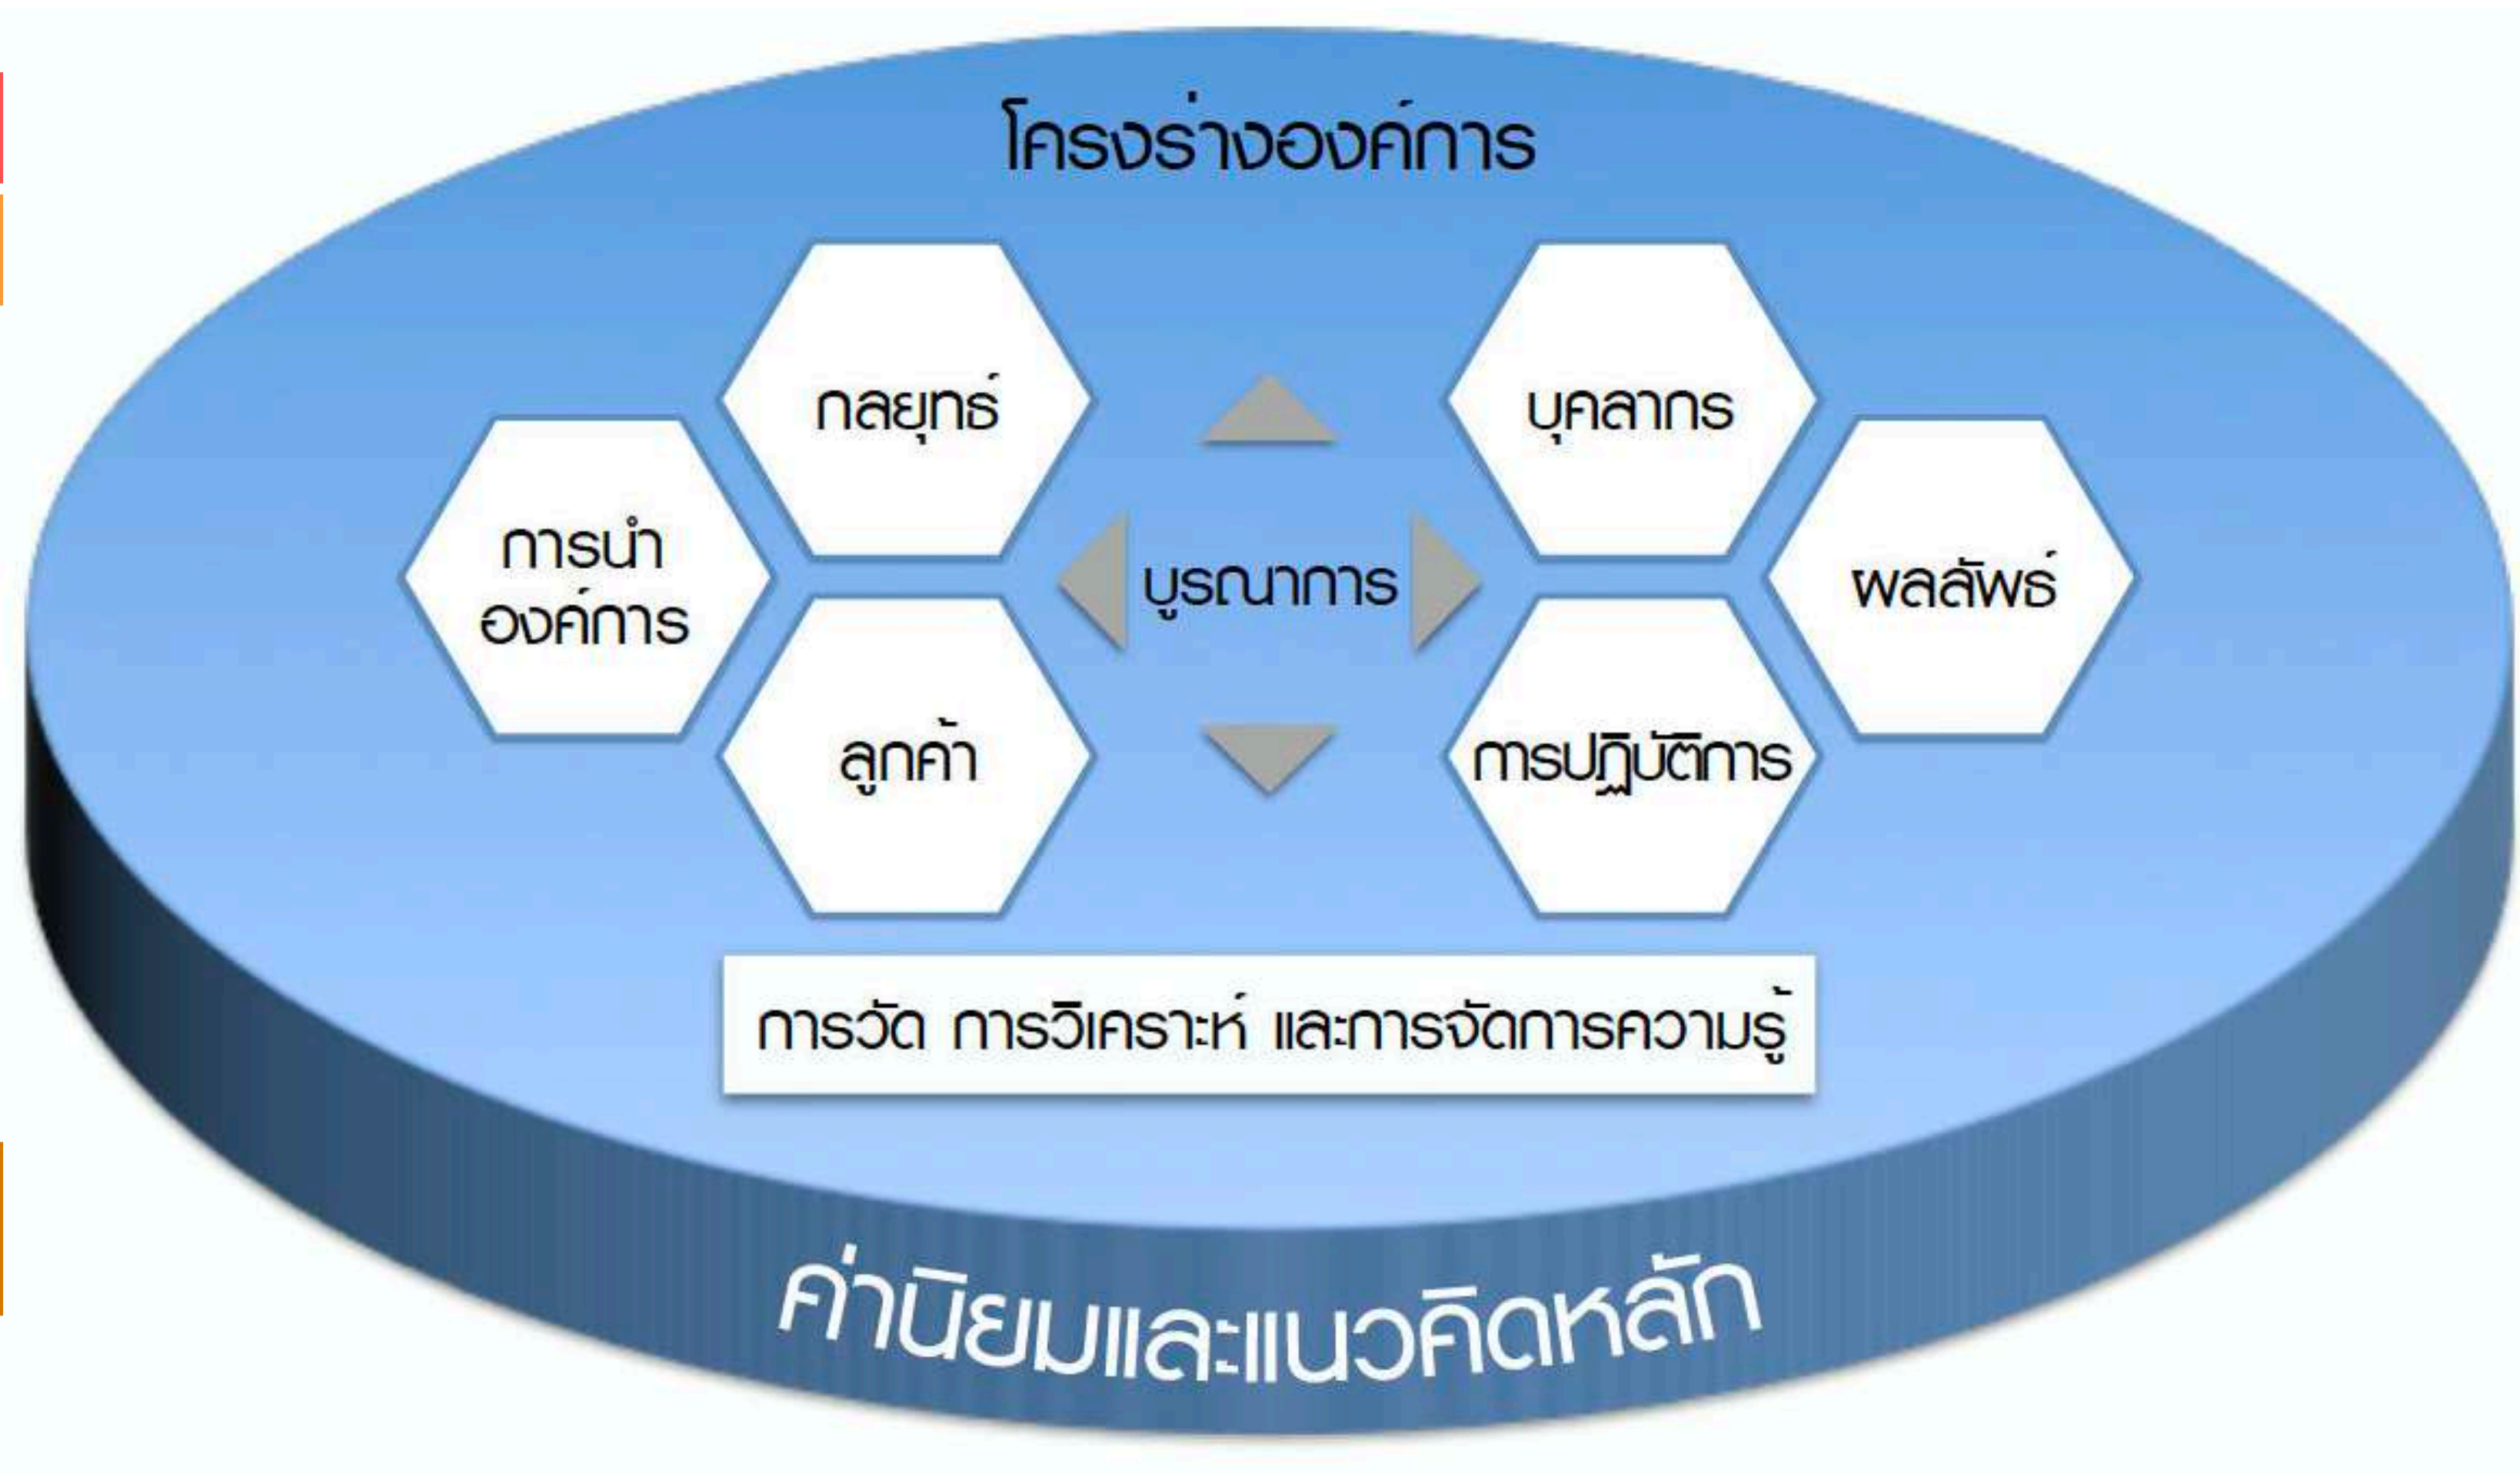 โครงร่างองค์การ
กลยุทธ์
บุคลากร
การนำ
องค์การ
บูรณาการ
ผลลัพธ์
ลูกค้า
การปฏิบัติการ
การวัด การวิเคราะห์ และการจัดการความรู้
ค่านิยมและแนวคิดหลัก